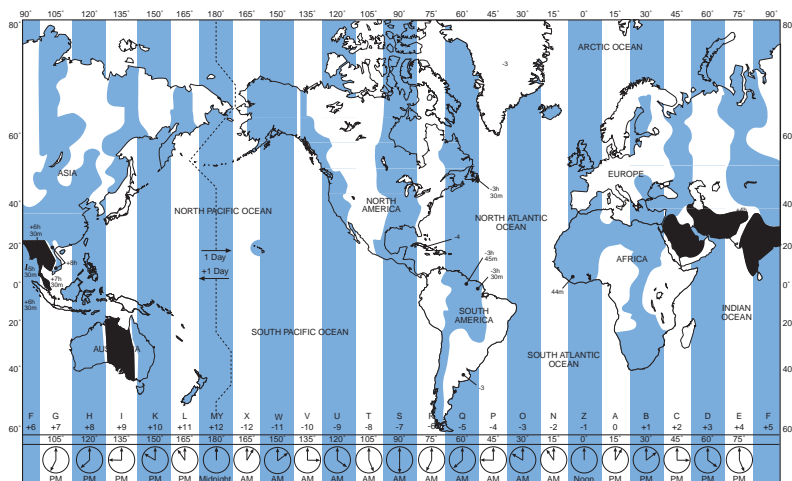 90˚ 105˚ 120˚ 135˚ 150˚ 165˚ 180˚ 165˚ 150˚ 135˚ 120˚ 105˚ 90˚ 75˚ 60˚ 45˚ 30˚ 15˚ 0˚ 15˚ 30˚ 45˚ 60˚ 75˚ 90˚
80 80
ARCTIC OCEAN
-3
60˚ 60˚
ASIA
EUROPE
-3h
30m
40˚ 40˚
NORTH
AMERICA
NORTH PACIFIC OCEAN
NORTH ATLANTIC
OCEAN
+6h
30m
-4
20˚ 20˚
1 Day
-3h
45m
AFRICA
+8h
+1 Day
-3h
30m
5h
30m
+7h
30m
0˚ 0˚
44m
+6h
30m
INDIAN
OCEAN
SOUTH
AMERICA
20˚ 20˚
SOUTH PACIFIC OCEAN
AUSTRALIA
SOUTH ATLANTIC
OCEAN
40˚ 40˚
-3
F G H I K L MY X W V U T S R Q P O N Z A B C D E F
+6 +7 +8 +9 +10 +11 +12 -12 -11 -10 -9 -8 -7 -6 -5 -4 -3 -2 -1 0 +1 +2 +3 +4 +5
60˚ 60˚
105˚ 120˚ 135˚ 150˚ 165˚ 180˚ 165˚ 150˚ 135˚ 120˚ 105˚ 90˚ 75˚ 60˚ 45˚ 30˚ 15˚ 0˚ 15˚ 30˚ 45˚ 60˚ 75˚
PM PM PM PM PM Midnight AM AM AM AM AM AM AM AM AM AM AM Noon PM PM PM PM PM